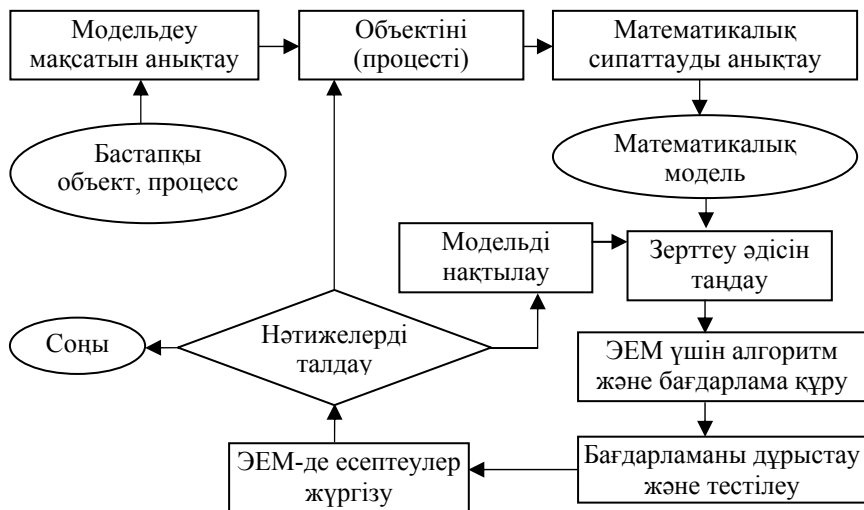 Модельдеу
мақсатын анықтау
Объектіні
(процесті)
Математикалық
сипаттауды анықтау
Бастапқы
объект, процесс
Математикалық
модель
Модельді
нақтылау
Зерттеу әдісін
таңдау
Соңы
Нәтижелерді
талдау
ЭЕМ үшін алгоритм
және бағдарлама құру
ЭЕМ-де есептеулер
жүргізу
Бағдарламаны дұрыстау
және тестілеу